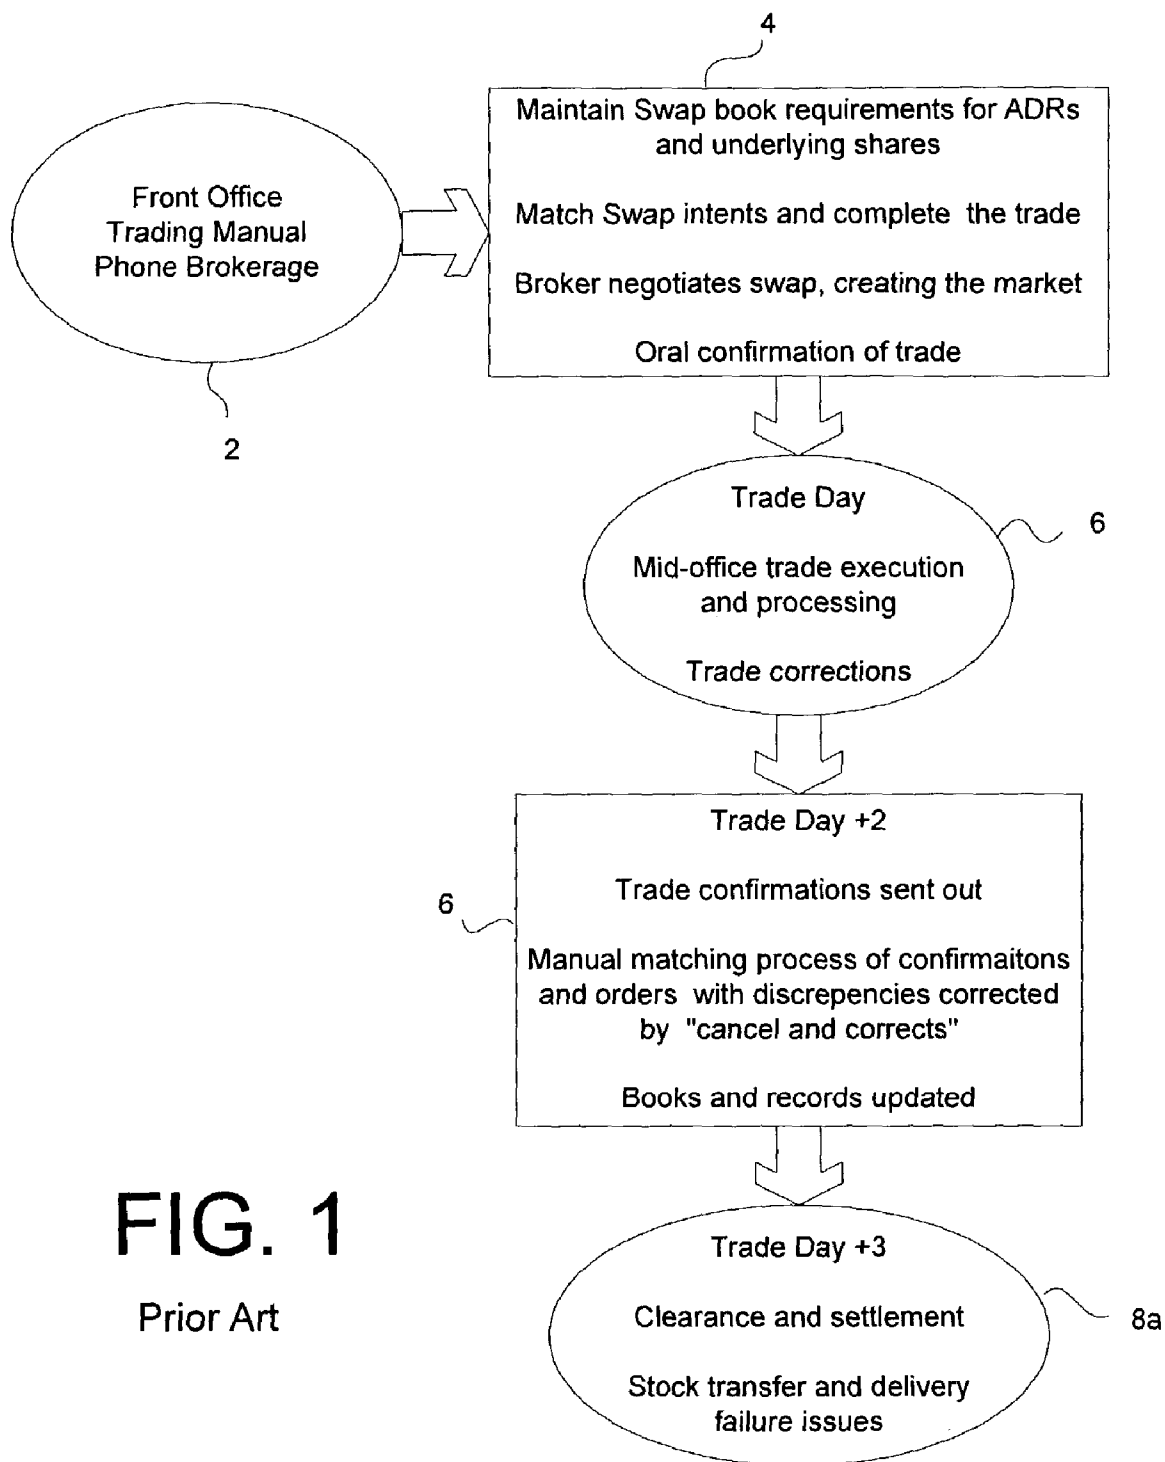 4
Maintain Swap book requirements for ADRs
and underlying shares
Match Swap intents and complete the trade
Broker negotiates swap, creating the market
Oral confirmation of trade
Front Office
Trading Manual
Phone Brokerage
2
Trade Day
Mid-office trade execution
and processing
Trade corrections
6
Trade Day +2
Trade confirmations sent out
Manual matching process of confirmaitons
and orders with discrepencies corrected
by "cancel and corrects"
Books and records updated
6
Trade Day +3
Clearance and settlement
Stock transfer and delivery
failure issues
8a
FIG. 1
Prior Art